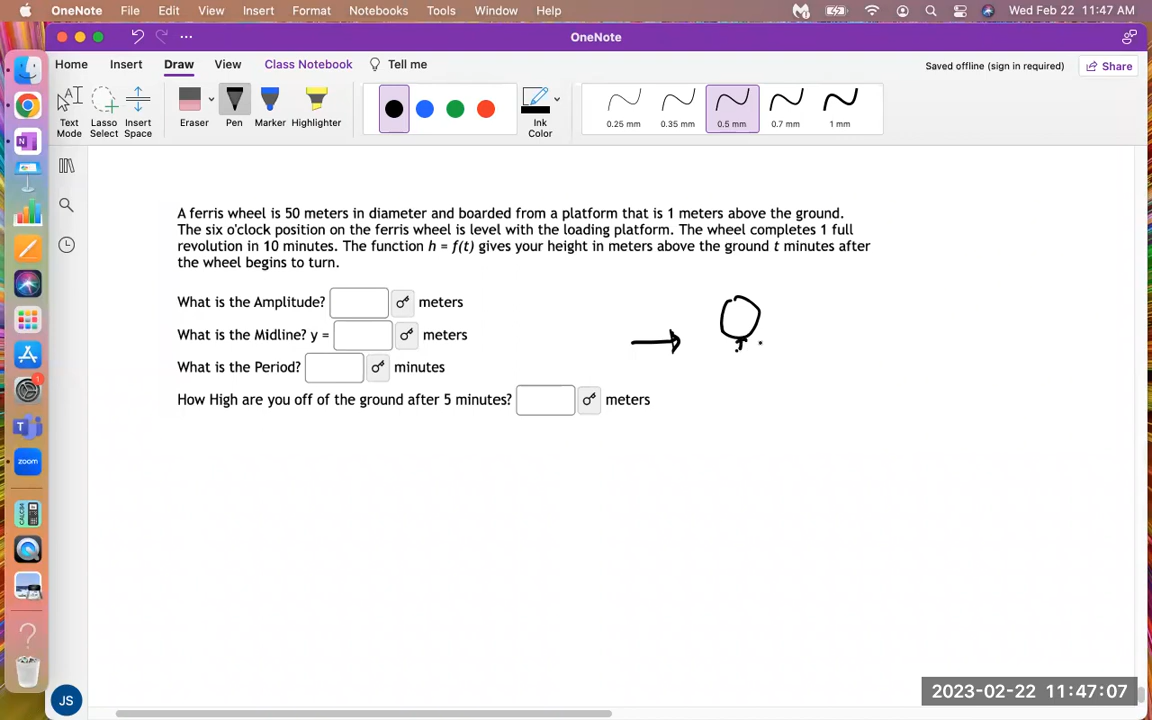 OneNote File Edit View Insert Format Notebooks Tools Window Help Wed Feb 22 11:47 AM
OneNote
Home Insert Draw View Class Notebook Tell me Saved offline (sign in required) Share
Text Mode
Lasso Select
Insert Space
Eraser
Pen
Marker
Highlighter
Ink Color
0.25 mm 0.35 mm 0.5 mm 0.7 mm 1 mm
A ferris wheel is 50 meters in diameter and boarded from a platform that is 1 meters above the ground.
The six o'clock position on the ferris wheel is level with the loading platform. The wheel completes 1 full
revolution in 10 minutes. The function h = f(t) gives your height in meters above the ground t minutes after
the wheel begins to turn.
What is the Amplitude? meters
What is the Midline? y = meters
What is the Period? minutes
How High are you off of the ground after 5 minutes? meters
1
zoom
JS
2023-02-22 11:47:07